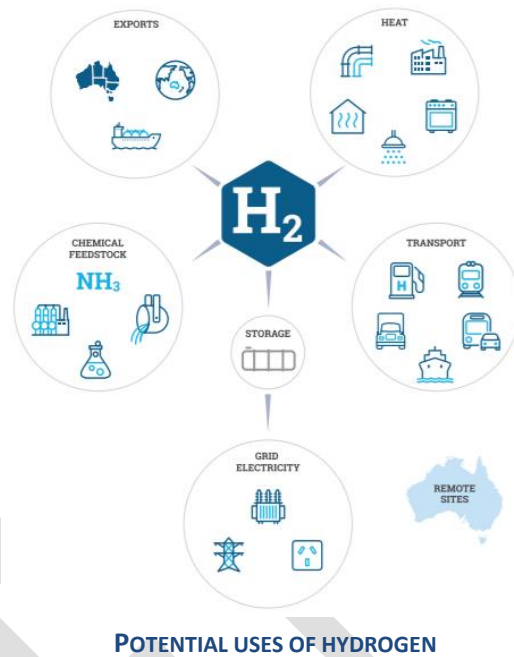 EXPORTS
HEAT
H2
CHEMICAL
FEEDSTOCK
NH3
TRANSPORT
H
STORAGE
GRID
ELECTRICITY
REMOTE
SITES
POTENTIAL USES OF HYDROGEN